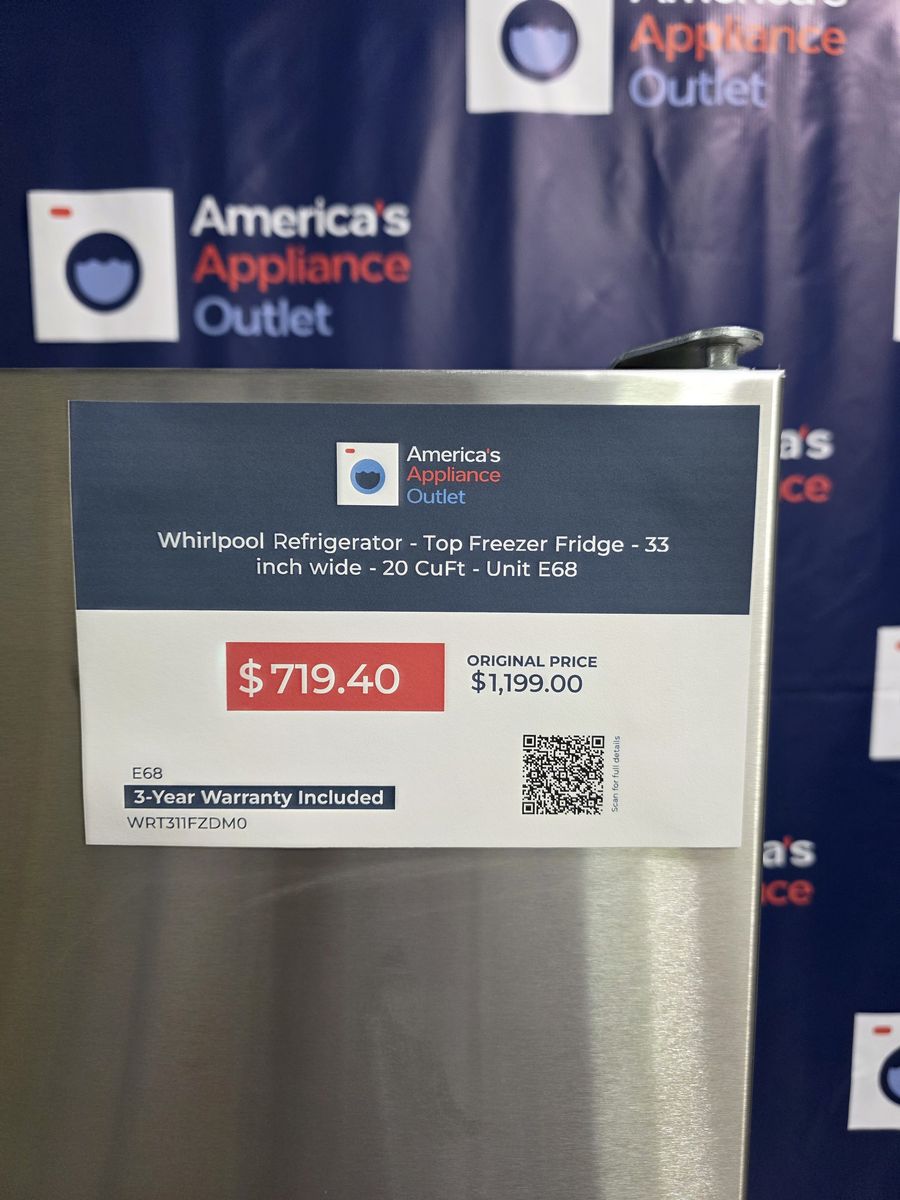 America's
Appliance
Outlet
America's
Appliance
Outlet
a's
ce
America's
Appliance
Outlet
Whirlpool Refrigerator - Top Freezer Fridge - 33
inch wide - 20 CuFt - Unit E68
$719.40
ORIGINAL PRICE
$1,199.00
Scan for full details
E68
3-Year Warranty Included
WRT311FZDM0
a's
ce